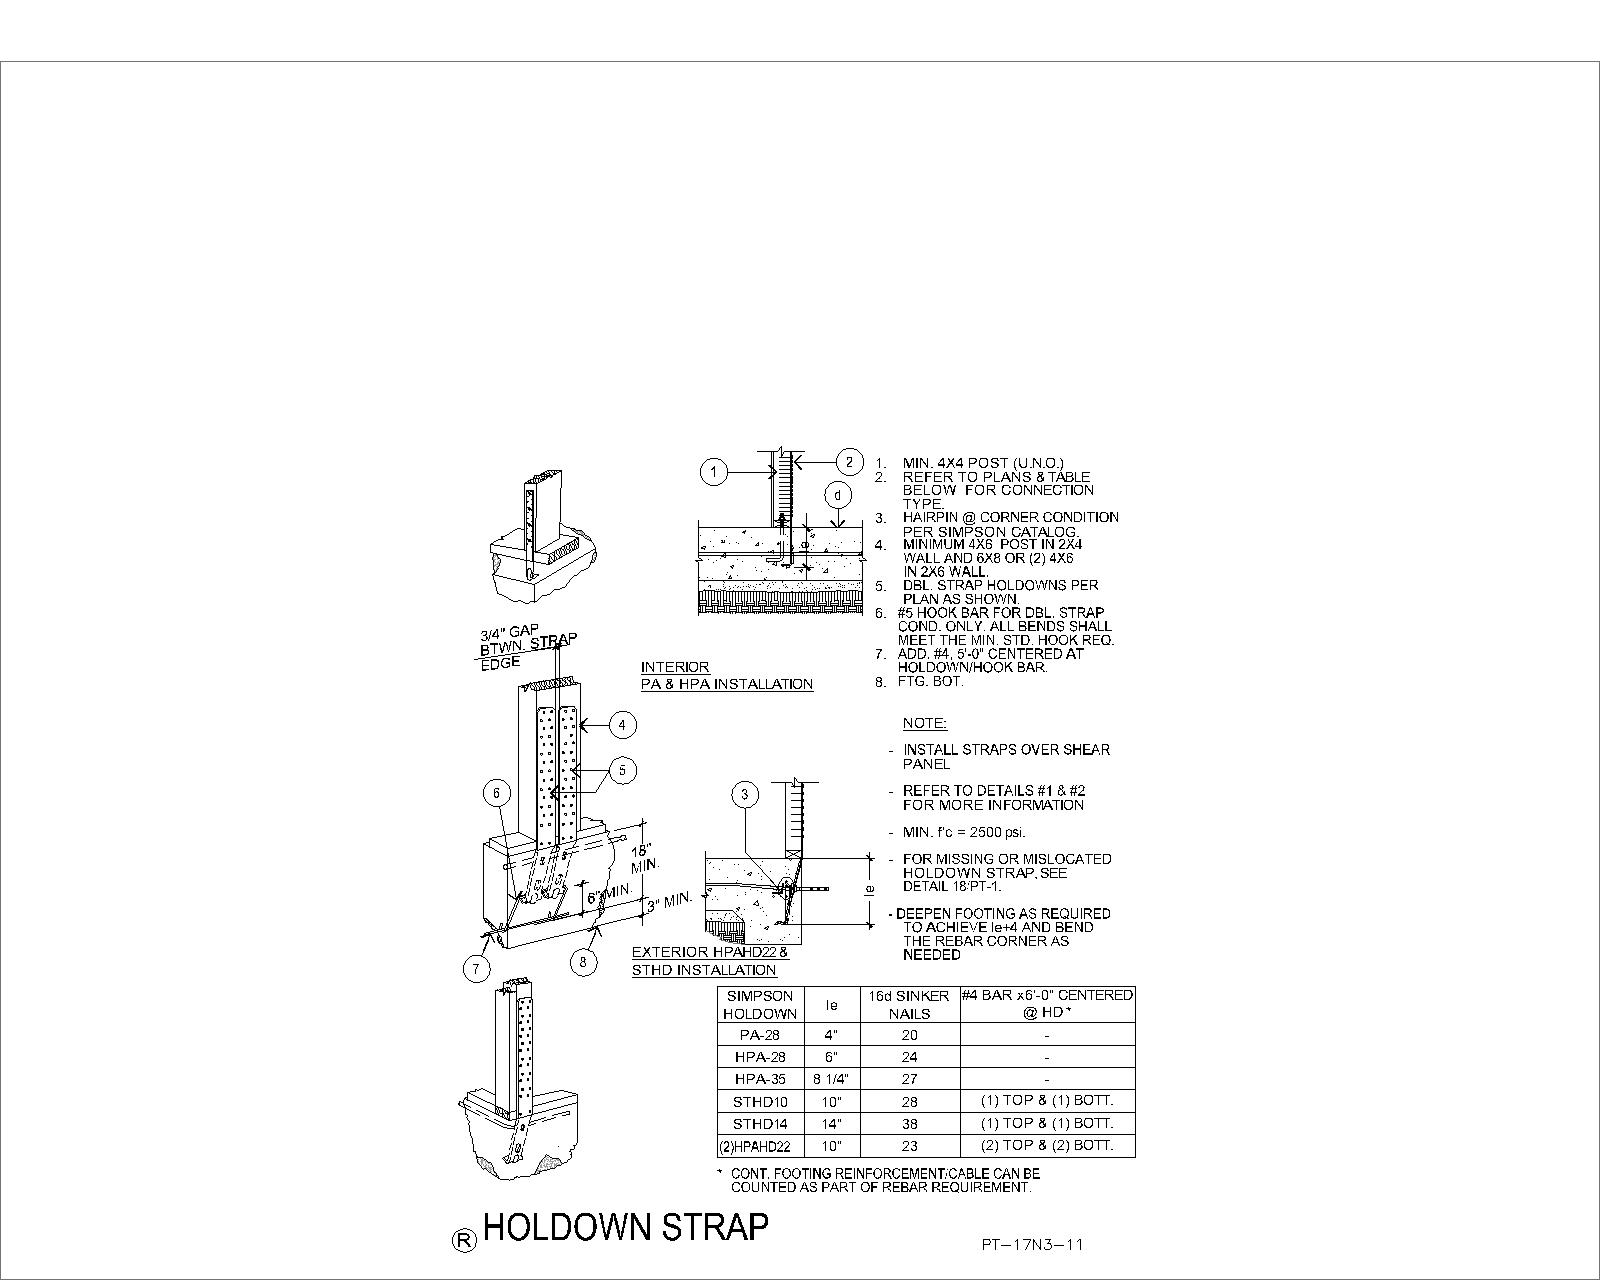 1. MIN. 4X4 POST (U.N.O.)
2. REFER TO PLANS & TABLE
BELOW FOR CONNECTION
TYPE.
3. HAIRPIN @ CORNER CONDITION
PER SIMPSON CATALOG.
4. MINIMUM 4X6 POST IN 2X4
WALL AND 6X8 OR (2) 4X6
IN 2X6 WALL.
5. DBL. STRAP HOLDOWNS PER
PLAN AS SHOWN.
6. #5 HOOK BAR FOR DBL. STRAP
COND. ONLY. ALL BENDS SHALL
MEET THE MIN. STD. HOOK REQ.
7. ADD. #4, 5'-0" CENTERED AT
HOLDOWN/HOOK BAR.
8. FTG. BOT.
1
2
d
le
3/4" GAP
BTWN. STRAP
EDGE
INTERIOR
PA & HPA INSTALLATION
4
5
6
18"
MIN.
6" MIN.
3" MIN.
7
8
3
le
EXTERIOR HPAHD22 &
STHD INSTALLATION
NOTE:
- INSTALL STRAPS OVER SHEAR
PANEL
- REFER TO DETAILS #1 & #2
FOR MORE INFORMATION
- MIN. f'c = 2500 psi.
- FOR MISSING OR MISLOCATED
HOLDOWN STRAP, SEE
DETAIL 18'PT-1.
- DEEPEN FOOTING AS REQUIRED
TO ACHIEVE le+4 AND BEND
THE REBAR CORNER AS
NEEDED
SIMPSON HOLDOWN le 16d SINKER NAILS #4 BAR x6'-0" CENTERED @ HD *
PA-28 4" 20 -
HPA-28 6" 24 -
HPA-35 8 1/4" 27 -
STHD10 10" 28 (1) TOP & (1) BOTT.
STHD14 14" 38 (1) TOP & (1) BOTT.
(2)HPAHD22 10" 23 (2) TOP & (2) BOTT.
* CONT. FOOTING REINFORCEMENT/CABLE CAN BE
COUNTED AS PART OF REBAR REQUIREMENT.
R HOLDOWN STRAP
PT-17N3-11